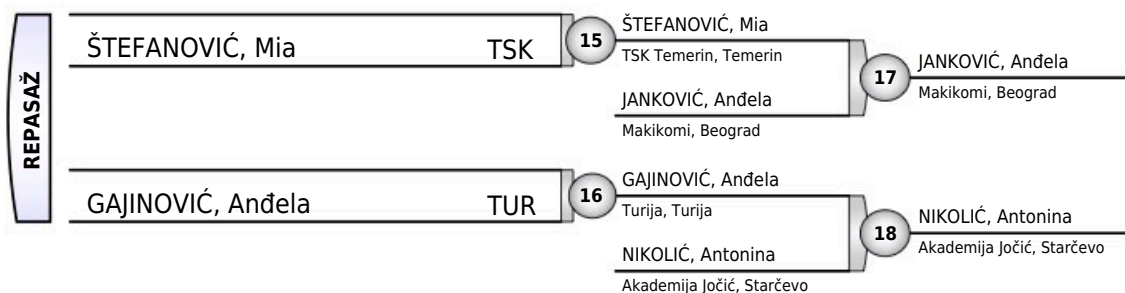 REPASAŽ
ŠTEFANOVIĆ, Mia TSK
15
ŠTEFANOVIĆ, Mia
TSK Temerin, Temerin
JANKOVIĆ, Anđela
Makikomi, Beograd
17
JANKOVIĆ, Anđela
Makikomi, Beograd
GAJINOVIĆ, Anđela TUR
16
GAJINOVIĆ, Anđela
Turija, Turija
NIKOLIĆ, Antonina
Akademija Jočić, Starčevo
18
NIKOLIĆ, Antonina
Akademija Jočić, Starčevo